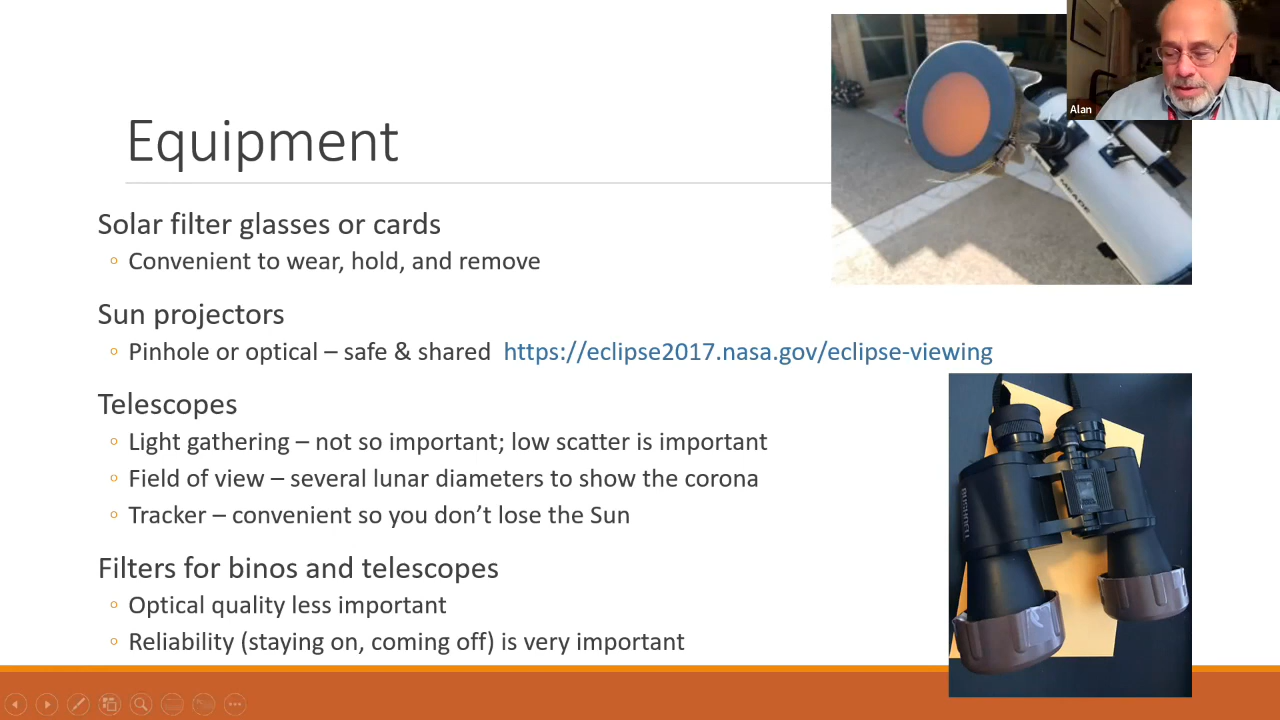 Alan
MEADE
Equipment
Solar filter glasses or cards
◦ Convenient to wear, hold, and remove
Sun projectors
◦ Pinhole or optical – safe & shared https://eclipse2017.nasa.gov/eclipse-viewing
Telescopes
◦ Light gathering – not so important; low scatter is important
◦ Field of view – several lunar diameters to show the corona
◦ Tracker – convenient so you don’t lose the Sun
Filters for binos and telescopes
◦ Optical quality less important
◦ Reliability (staying on, coming off) is very important
BUSHNELL